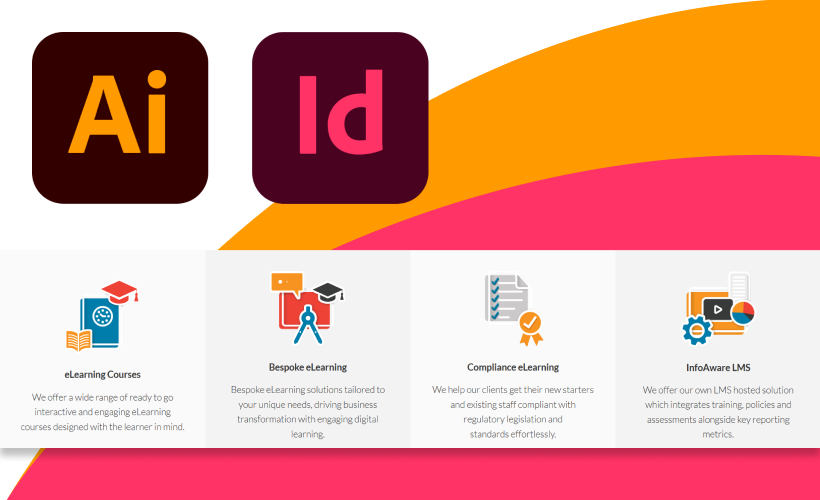 Ai
Id
eLearning Courses
We offer a wide range of ready to go
interactive and engaging eLearning
courses designed with the learner in mind.
Bespoke eLearning
Bespoke eLearning solutions tailored to
your unique needs, driving business
transformation with engaging digital
learning.
Compliance eLearning
We help our clients get their new starters
and existing staff compliant with
regulatory legislation and
standards effortlessly.
InfoAware LMS
We offer our own LMS hosted solution
which integrates training, policies and
assessments alongside key reporting
metrics.